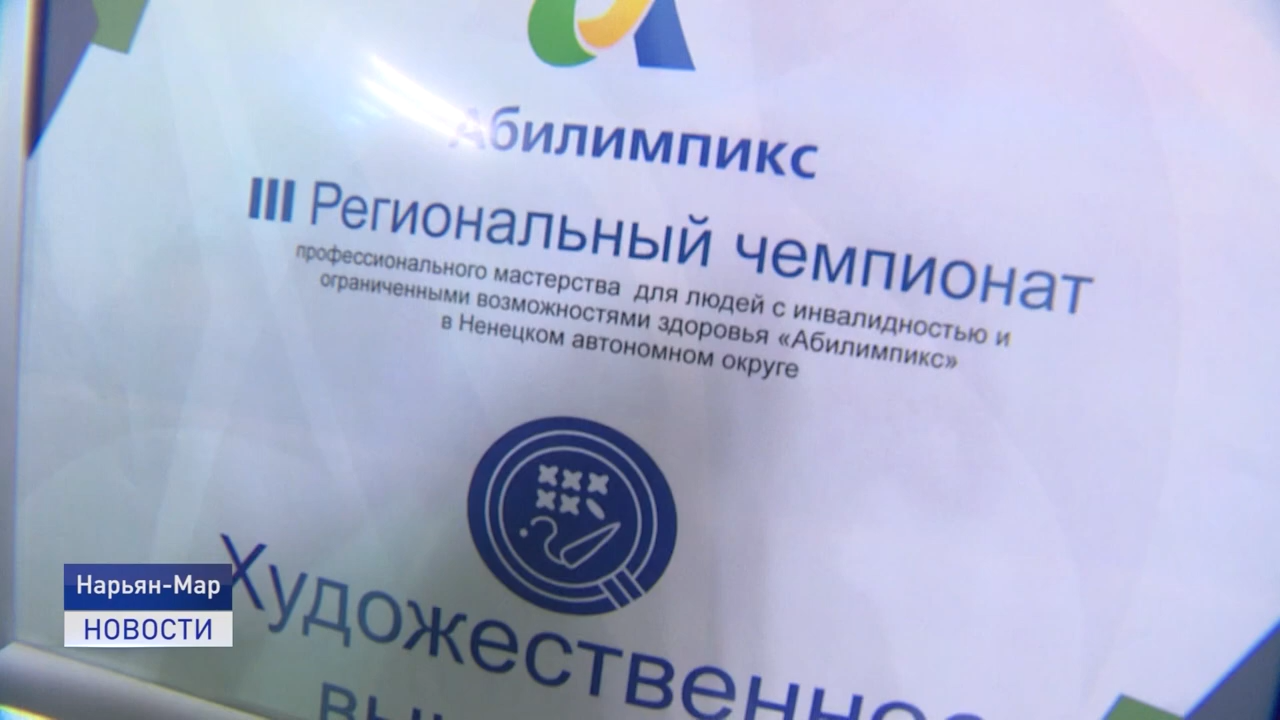 Абилимпикс
III Региональный чемпионат
профессионального мастерства для людей с инвалидностью и
ограниченными возможностями здоровья «Абилимпикс»
в Ненецком автономном округе
Нарьян-Мар
НОВОСТИ